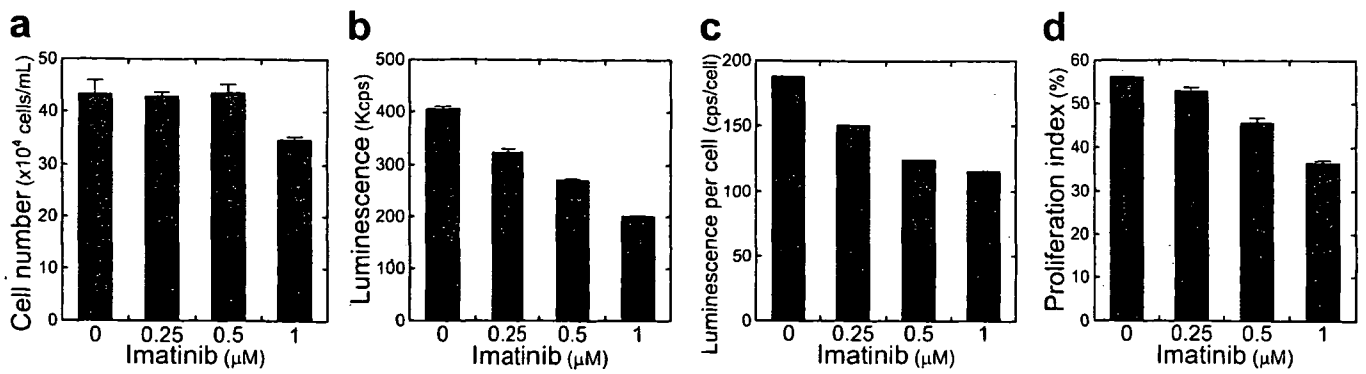 a
Cell number (x10⁴ cells/mL)
50
40
30
20
10
0
0 0.25 0.5 1
Imatinib (µM)
b
Luminescence (Kcps)
500
400
300
200
100
0
0 0.25 0.5 1
Imatinib (µM)
c
Luminescence per cell (cps/cell)
200
150
100
50
0
0 0.25 0.5 1
Imatinib (µM)
d
Proliferation index (%)
60
50
40
30
20
10
0
0 0.25 0.5 1
Imatinib (µM)